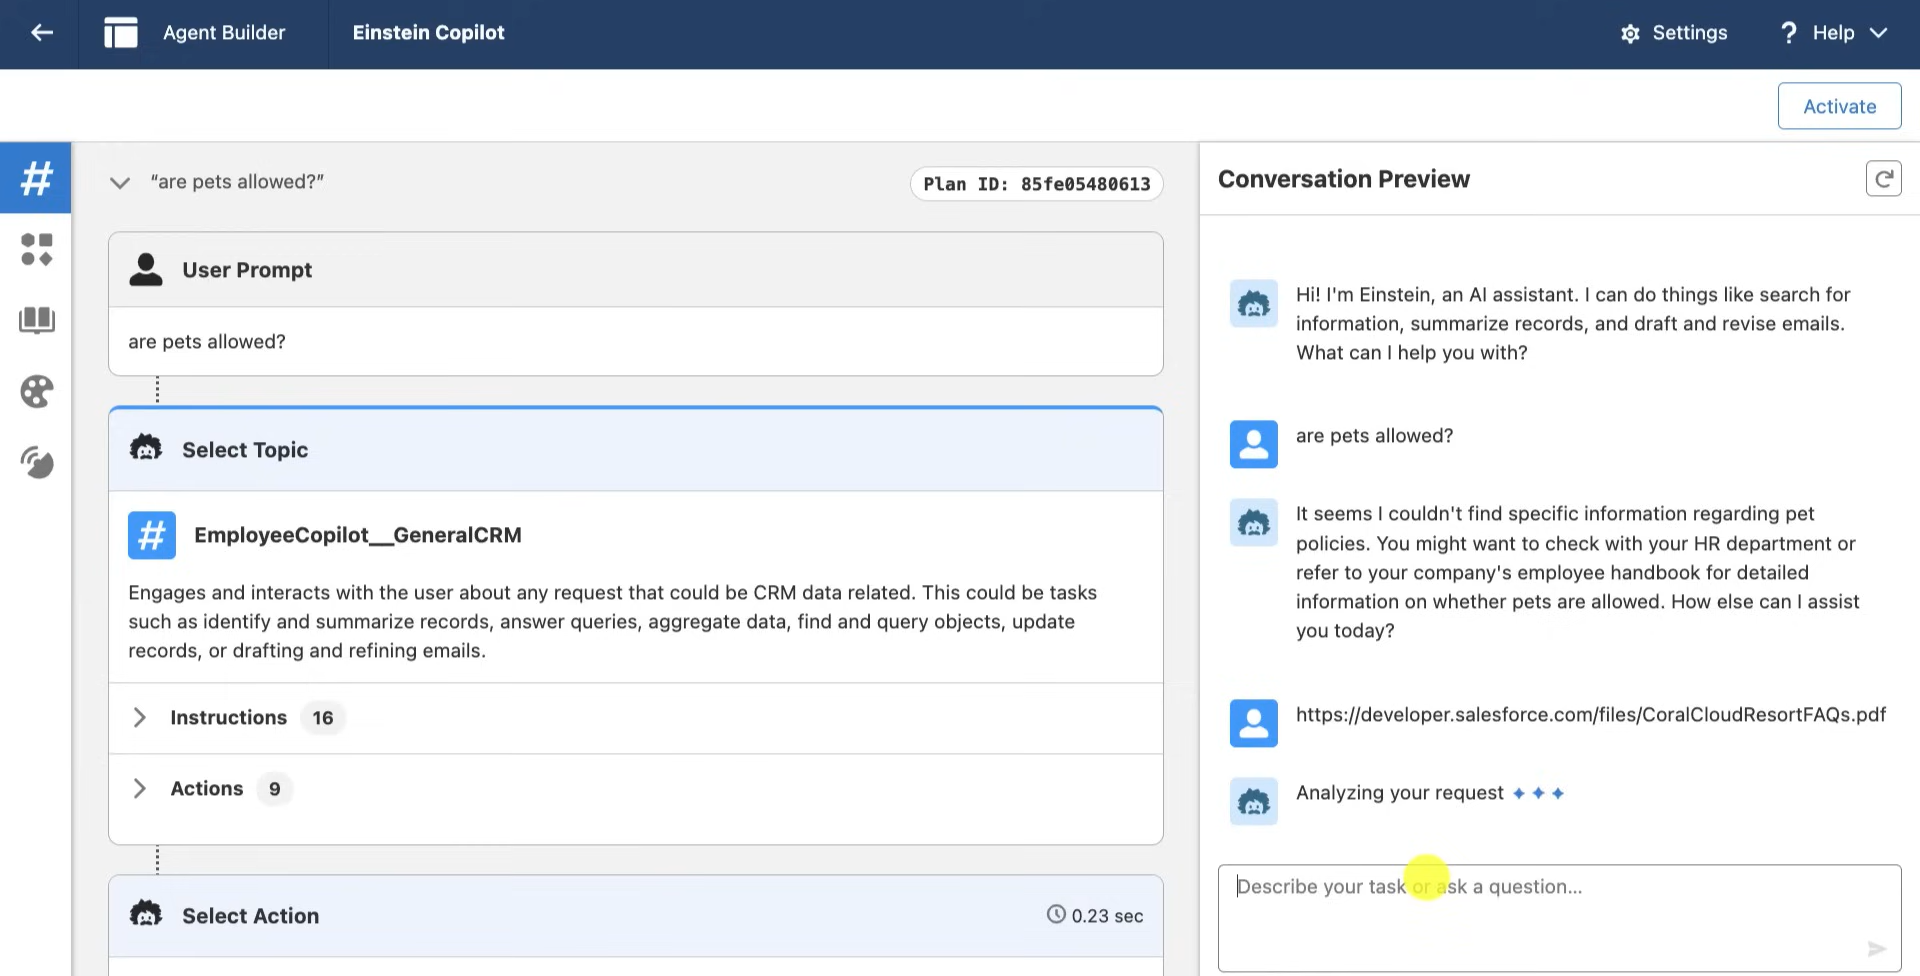 Agent Builder
Einstein Copilot
Settings
? Help
Activate
#
“are pets allowed?”
Plan ID: 85fe05480613
User Prompt
are pets allowed?
Select Topic
# EmployeeCopilot__GeneralCRM
Engages and interacts with the user about any request that could be CRM data related. This could be tasks
such as identify and summarize records, answer queries, aggregate data, find and query objects, update
records, or drafting and refining emails.
Instructions 16
Actions 9
Select Action
0.23 sec
Conversation Preview
Hi! I'm Einstein, an AI assistant. I can do things like search for
information, summarize records, and draft and revise emails.
What can I help you with?
are pets allowed?
It seems I couldn't find specific information regarding pet
policies. You might want to check with your HR department or
refer to your company's employee handbook for detailed
information on whether pets are allowed. How else can I assist
you today?
https://developer.salesforce.com/files/CoralCloudResortFAQs.pdf
Analyzing your request
Describe your task or ask a question...